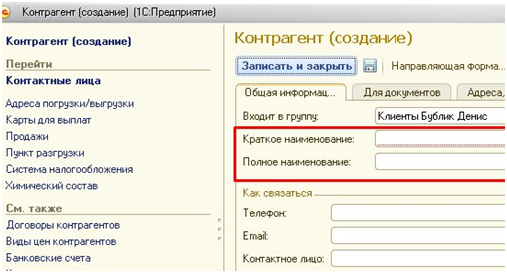 Контрагент (создание) (1С:Предприятие)
Контрагент (создание)
Перейти
Контактные лица
Адреса погрузки/выгрузки
Карты для выплат
Продажи
Пункт разгрузки
Система налогообложения
Химический состав
См. также
Договоры контрагентов
Виды цен контрагентов
Банковские счета
Контрагент (создание)
Записать и закрыть
Направляющая форма...
Общая информац...
Для документов
Адреса,
Входит в группу:
Клиенты Бублик Денис
Краткое наименование:
Полное наименование:
Как связаться
Телефон:
Email:
Контактное лицо: